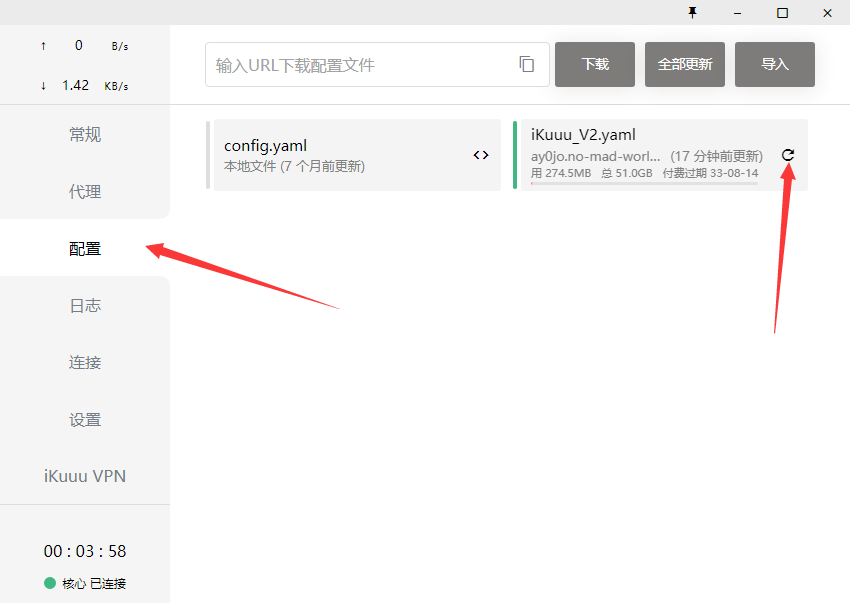 ↑ 0 B/s
↓ 1.42 KB/s
常规
代理
配置
日志
连接
设置
iKuuu VPN
00 : 03 : 58
核心 已连接
输入URL下载配置文件
下载
全部更新
导入
config.yaml
本地文件 (7 个月前更新)
iKuuu_V2.yaml
ay0jo.no-mad-worl... (17 分钟前更新)
用 274.5MB 总 51.0GB 付费过期 33-08-14